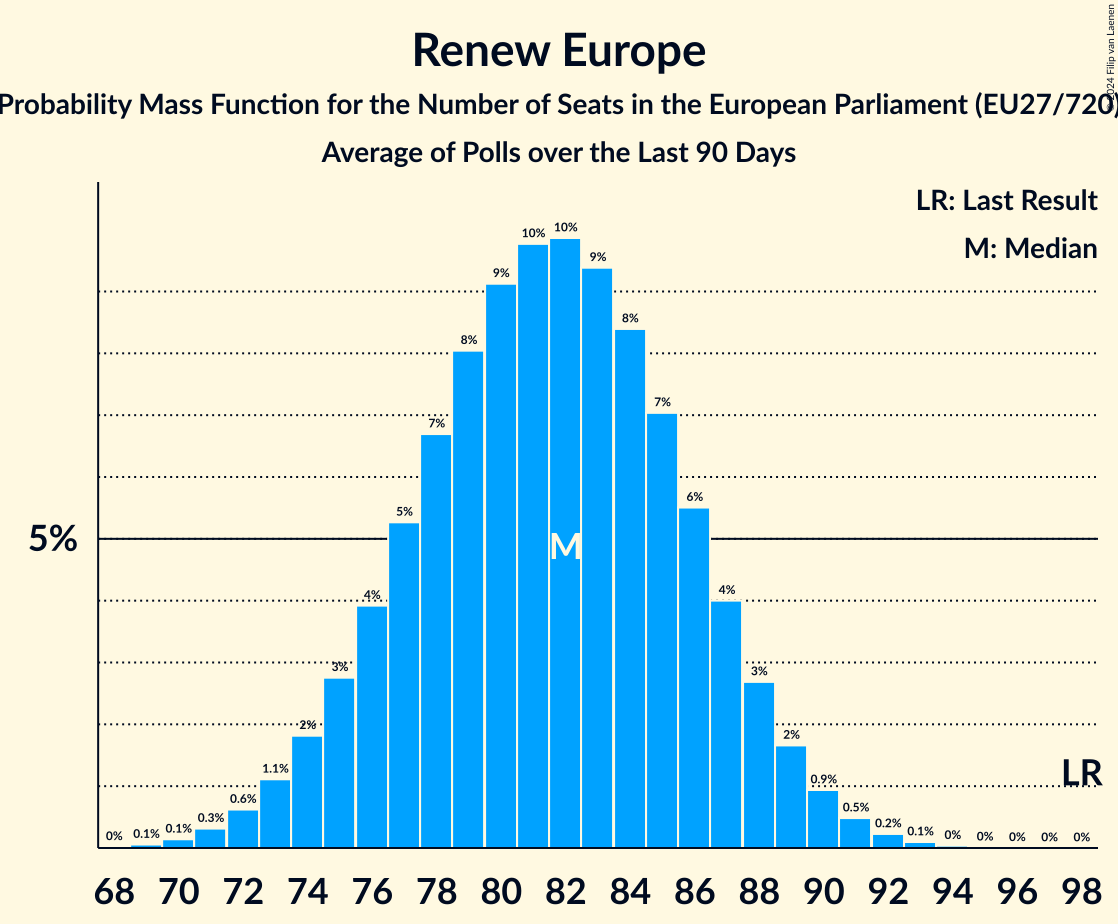 Renew Europe
Probability Mass Function for the Number of Seats in the European Parliament (EU27/720)
Average of Polls over the Last 90 Days
© 2024 Filip van Laenen
LR: Last Result
M: Median
5%
0% 0.1% 0.1% 0.3% 0.6% 1.1% 2% 3% 4% 5% 7% 8% 9% 10% 10% 9% 8% 7% 6% 4% 3% 2% 0.9% 0.5% 0.2% 0.1% 0% 0% 0% 0% 0%
M
LR
68 70 72 74 76 78 80 82 84 86 88 90 92 94 96 98